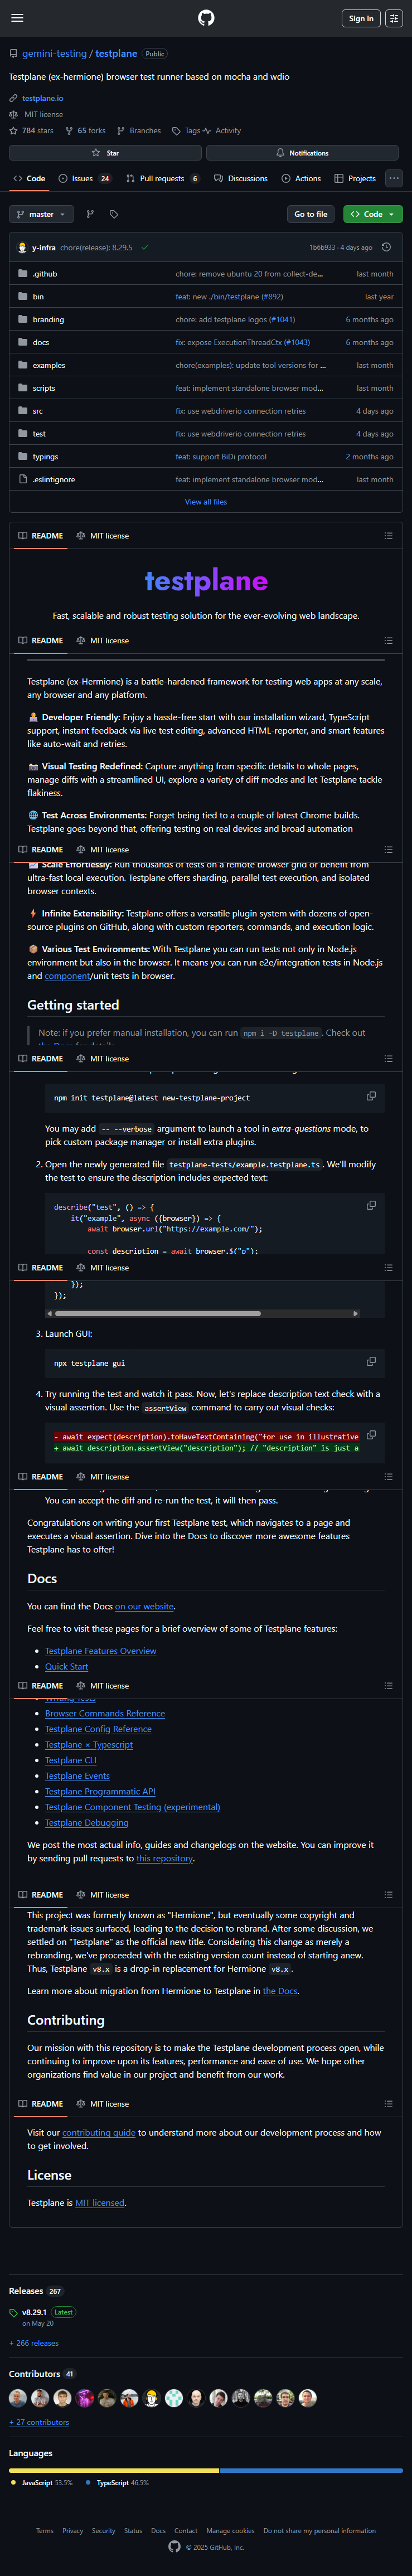 Sign in
gemini-testing / testplane Public
Testplane (ex-hermione) browser test runner based on mocha and wdio
testplane.io
MIT license
784 stars 65 forks Branches Tags Activity
Star Notifications
Code Issues 24 Pull requests 6 Discussions Actions Projects
master Go to file Code
y-infra chore(release): 8.29.5 1b6b933 · 4 days ago
.github chore: remove ubuntu 20 from collect-de... last month
bin feat: new ./bin/testplane (#892) last year
branding chore: add testplane logos (#1041) 6 months ago
docs fix: expose ExecutionThreadCtx (#1043) 6 months ago
examples chore(examples): update tool versions for ... last month
scripts feat: implement standalone browser mod... last month
src fix: use webdriverio connection retries 4 days ago
test fix: use webdriverio connection retries 4 days ago
typings feat: support BiDi protocol 2 months ago
.eslintignore feat: implement standalone browser mod... last month
View all files
README MIT license
testplane
Fast, scalable and robust testing solution for the ever-evolving web landscape.
README MIT license
Testplane (ex-Hermione) is a battle-hardened framework for testing web apps at any scale,
any browser and any platform.
Developer Friendly: Enjoy a hassle-free start with our installation wizard, TypeScript
support, instant feedback via live test editing, advanced HTML-reporter, and smart features
like auto-wait and retries.
Visual Testing Redefined: Capture anything from specific details to whole pages,
manage diffs with a streamlined UI, explore a variety of diff modes and let Testplane tackle
flakiness.
Test Across Environments: Forget being tied to a couple of latest Chrome builds.
Testplane goes beyond that, offering testing on real devices and broad automation
README MIT license
Scale Effortlessly: Run thousands of tests on a remote browser grid or benefit from
ultra-fast local execution. Testplane offers sharding, parallel test execution, and isolated
browser contexts.
Infinite Extensibility: Testplane offers a versatile plugin system with dozens of open-
source plugins on GitHub, along with custom reporters, commands, and execution logic.
Various Test Environments: With Testplane you can run tests not only in Node.js
environment but also in the browser. It means you can run e2e/integration tests in Node.js
and component/unit tests in browser.
Getting started
Note: if you prefer manual installation, you can run npm i -D testplane. Check out
README MIT license
npm init testplane@latest new-testplane-project
You may add -- --verbose argument to launch a tool in extra-questions mode, to
pick custom package manager or install extra plugins.
2. Open the newly generated file testplane-tests/example.testplane.ts. We'll modify
the test to ensure the description includes expected text:
describe("test", () => {
it("example", async ({browser}) => {
await browser.url("https://example.com/");
const description = await browser.$("p");
README MIT license
});
});
3. Launch GUI:
npx testplane gui
4. Try running the test and watch it pass. Now, let's replace description text check with a
visual assertion. Use the assertView command to carry out visual checks:
- await expect(description).toHaveTextContaining("for use in illustrative
+ await description.assertView("description"); // "description" is just a
README MIT license
You can accept the diff and re-run the test, it will then pass.
Congratulations on writing your first Testplane test, which navigates to a page and
executes a visual assertion. Dive into the Docs to discover more awesome features
Testplane has to offer!
Docs
You can find the Docs on our website.
Feel free to visit these pages for a brief overview of some of Testplane features:
Testplane Features Overview
Quick Start
README MIT license
Browser Commands Reference
Testplane Config Reference
Testplane × Typescript
Testplane CLI
Testplane Events
Testplane Programmatic API
Testplane Component Testing (experimental)
Testplane Debugging
We post the most actual info, guides and changelogs on the website. You can improve it
by sending pull requests to this repository.
README MIT license
This project was formerly known as "Hermione", but eventually some copyright and
trademark issues surfaced, leading to the decision to rebrand. After some discussion, we
settled on "Testplane" as the official new title. Considering this change as merely a
rebranding, we've proceeded with the existing version count instead of starting anew.
Thus, Testplane v8.x is a drop-in replacement for Hermione v8.x.
Learn more about migration from Hermione to Testplane in the Docs.
Contributing
Our mission with this repository is to make the Testplane development process open, while
continuing to improve upon its features, performance and ease of use. We hope other
organizations find value in our project and benefit from our work.
README MIT license
Visit our contributing guide to understand more about our development process and how
to get involved.
License
Testplane is MIT licensed.
Releases 267
v8.29.1 Latest
on May 20
+ 266 releases
Contributors 41
+ 27 contributors
Languages
JavaScript 53.5% TypeScript 46.5%
Terms Privacy Security Status Docs Contact Manage cookies Do not share my personal information
© 2025 GitHub, Inc.